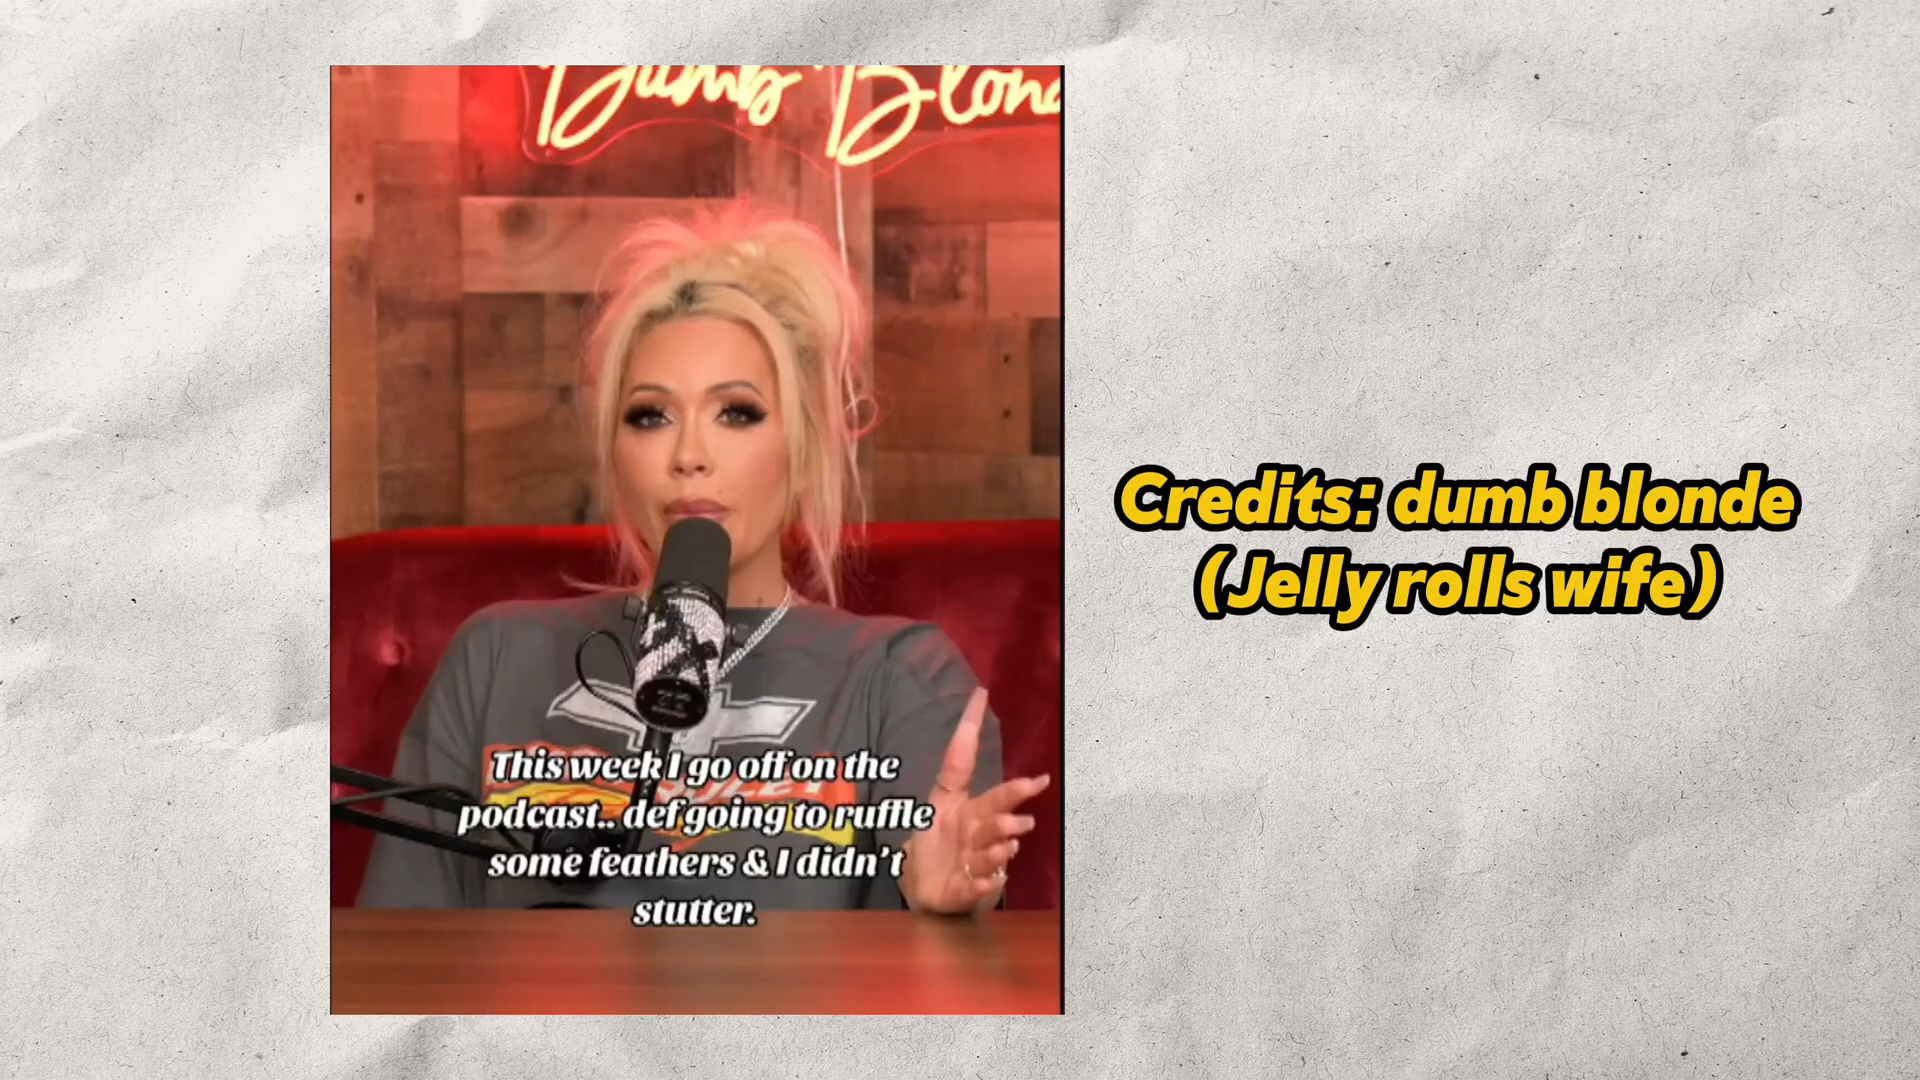 Dumb Blond
This week I go off on the
podcast.. def going to ruffle
some feathers & I didn't
stutter.
Credits: dumb blonde
(Jelly rolls wife)